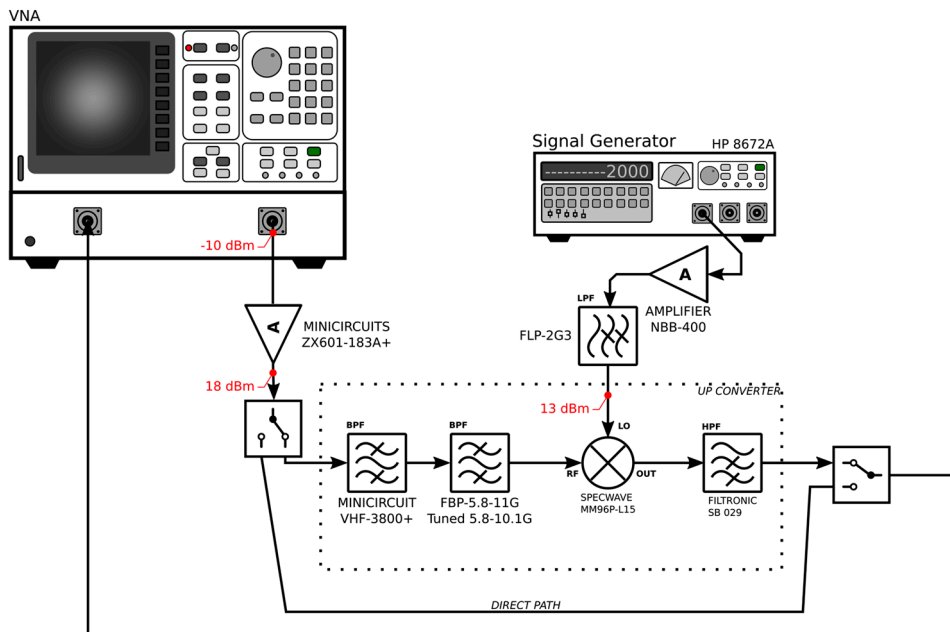 VNA
Signal Generator
HP 8672A
----------2000
-10 dBm
A
MINICIRCUITS
ZX601-183A+
18 dBm
A
AMPLIFIER
NBB-400
LPF
FLP-2G3
13 dBm
UP CONVERTER
BPF
MINICIRCUIT
VHF-3800+
BPF
FBP-5.8-11G
Tuned 5.8-10.1G
LO
RF
OUT
SPECWAVE
MM96P-L15
HPF
FILTRONIC
SB 029
DIRECT PATH